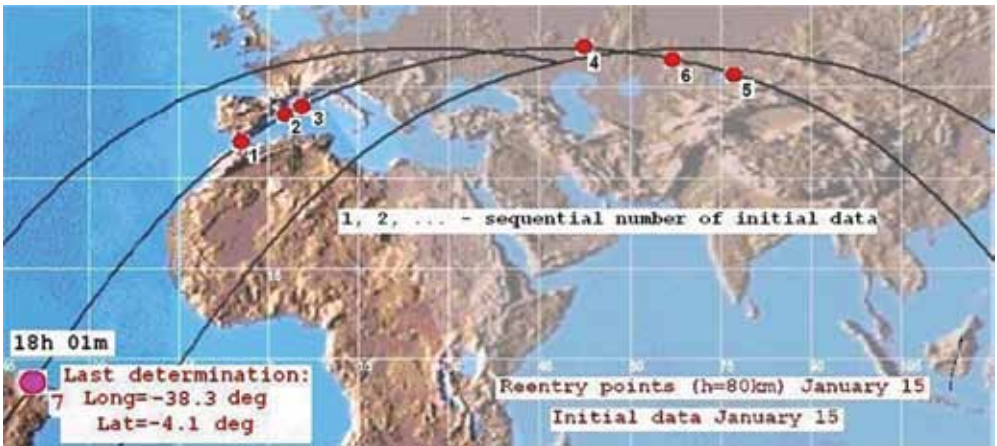 4
6
5
2
3
1
1, 2, ... - sequential number of initial data
15
18h 01m
Last determination:
7
Long=-38.3 deg
Lat=-4.1 deg
Reentry points (h=80km) January 15
Initial data January 15